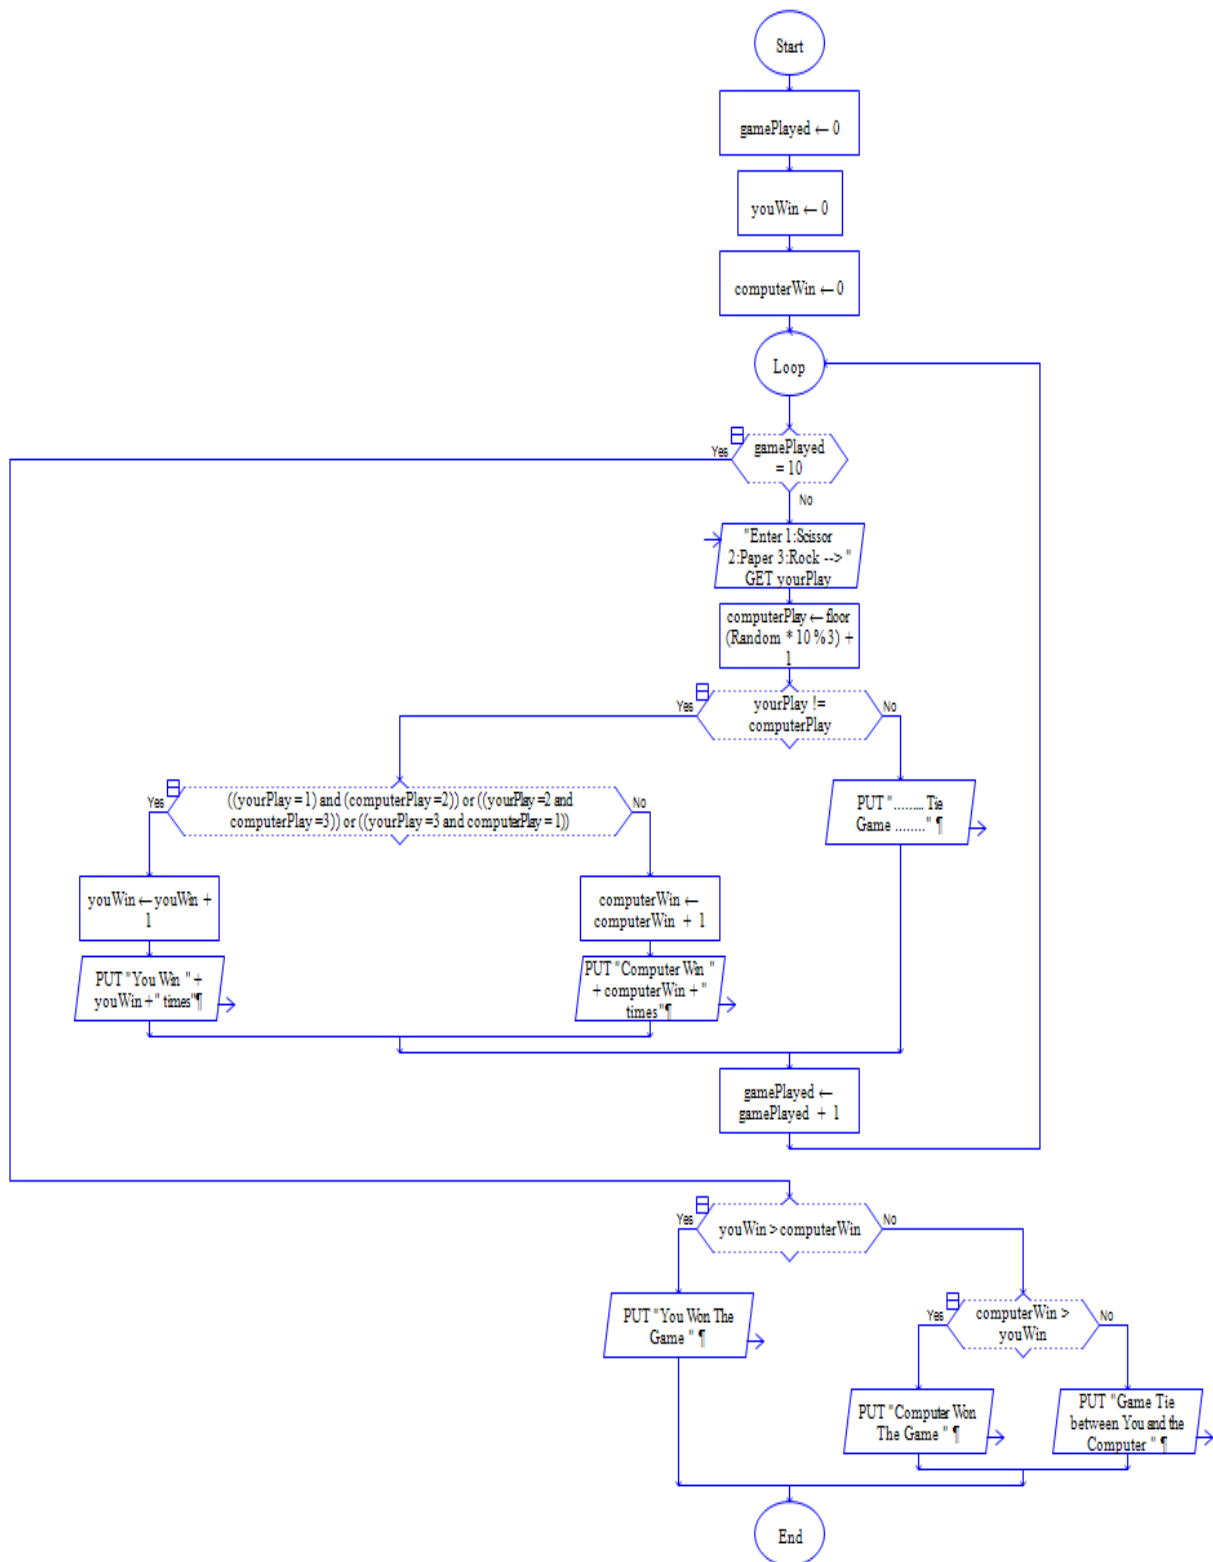 Start
gamePlayed ← 0
youWin ← 0
computerWin ← 0
Loop
gamePlayed
= 10
Yes
No
"Enter 1:Scissor
2:Paper 3:Rock --> "
GET yourPlay
computerPlay ← floor
(Random * 10 %3) +
1
yourPlay !=
computerPlay
Yes
No
((yourPlay = 1) and (computerPlay =2)) or ((yourPlay =2 and
computerPlay =3)) or ((yourPlay =3 and computerPlay = 1))
Yes
No
PUT "......... Tie
Game ........" ¶
youWin ← youWin +
1
computerWin ←
computerWin + 1
PUT "You Win " +
youWin +" times"¶
PUT "Computer Win "
+ computerWin + "
times"¶
gamePlayed ←
gamePlayed + 1
youWin > computerWin
Yes
No
PUT "You Won The
Game " ¶
computerWin >
youWin
Yes
No
PUT "Computer Won
The Game " ¶
PUT "Game Tie
between You and the
Computer " ¶
End